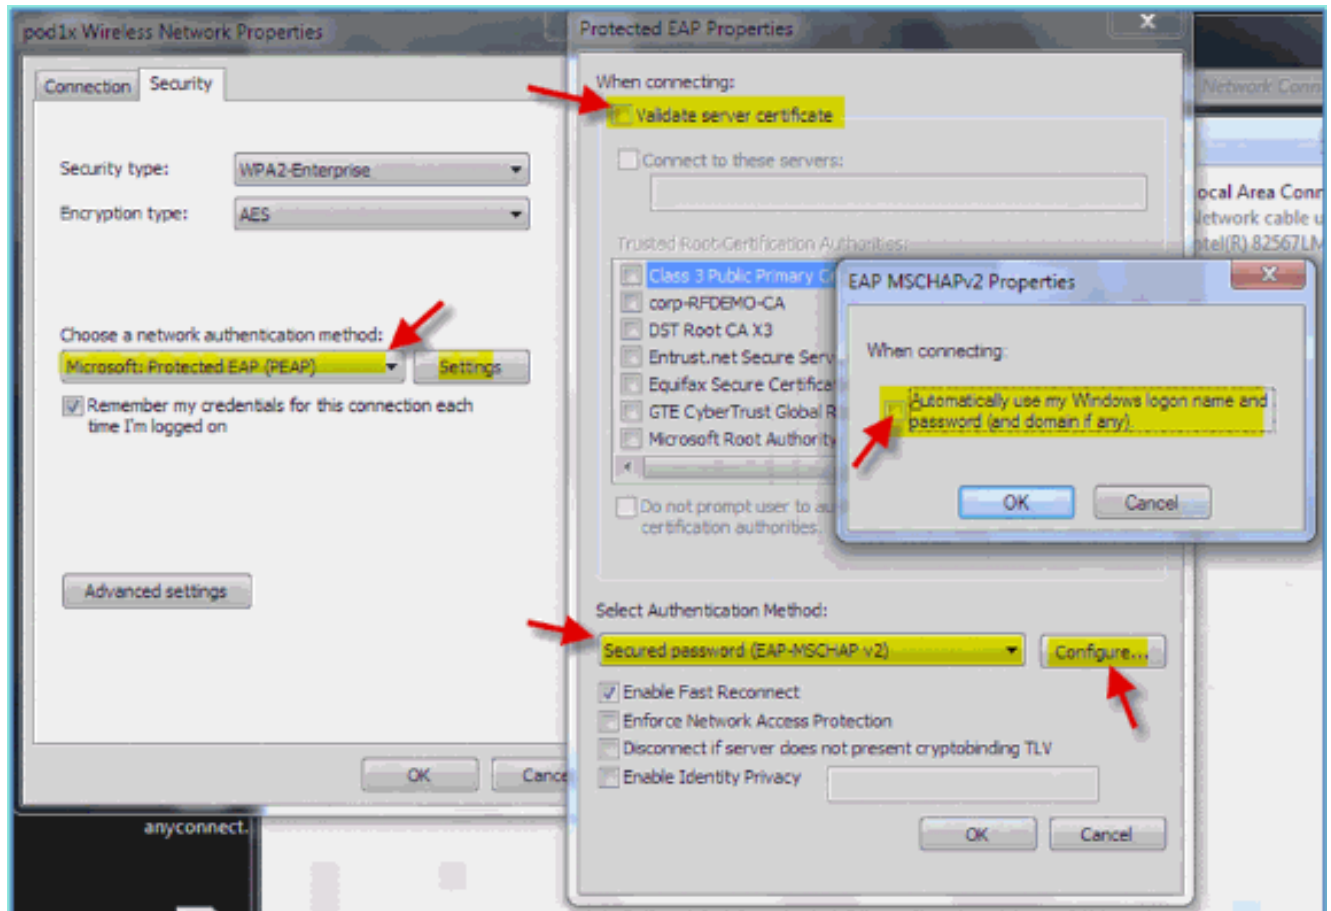 pod1x Wireless Network Properties
Connection
Security
Security type:
WPA2-Enterprise
Encryption type:
AES
Choose a network authentication method:
Microsoft: Protected EAP (PEAP)
Settings
Remember my credentials for this connection each
time I'm logged on
Advanced settings
OK
Cance
anyconnect.
Protected EAP Properties
When connecting:
Validate server certificate
Connect to these servers:
Trusted Root Certification Authorities:
Class 3 Public Primary
corp-RFDEMO-CA
DST Root CA X3
Entrust.net Secure Serv
Equifax Secure Certifica
GTE CyberTrust Global
Microsoft Root Authority
Do not prompt user to au
certification authorities.
Select Authentication Method:
Secured password (EAP-MSCHAP v2)
Configure...
Enable Fast Reconnect
Enforce Network Access Protection
Disconnect if server does not present cryptobinding TLV
Enable Identity Privacy
OK
Cancel
EAP MSCHAPv2 Properties
When connecting:
Automatically use my Windows logon name and
password (and domain if any).
OK
Cancel
Network Conn
ocal Area Conn
Network cable u
ntel(R) 82567LM